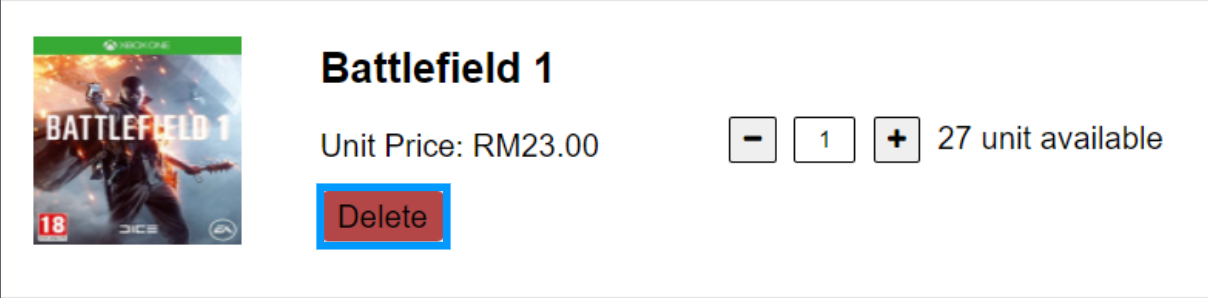 XBOX ONE
BATTLEFIELD 1
18
DICE
EA
Battlefield 1
Unit Price: RM23.00
Delete
− 1 + 27 unit available